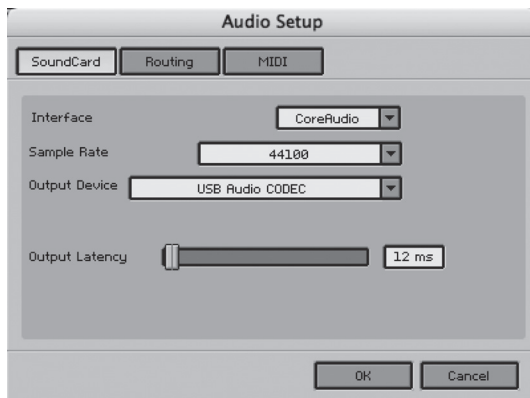 Audio Setup
SoundCard Routing MIDI
Interface CoreAudio
Sample Rate 44100
Output Device USB Audio CODEC
Output Latency 12 ms
OK Cancel